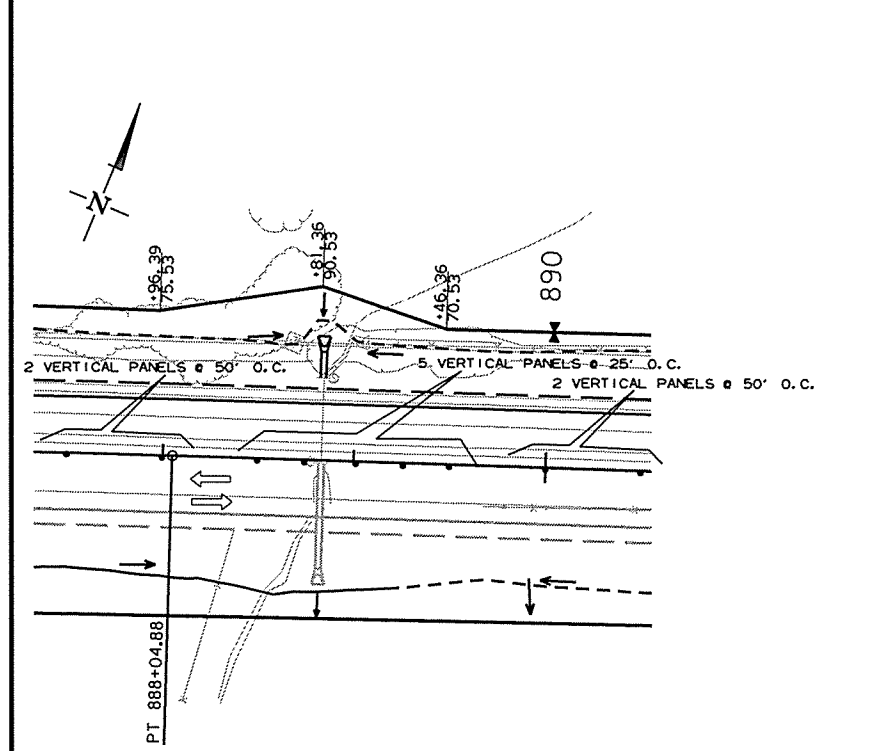 N
+96.39
75.53
+81.36
90.53
+46.36
70.53
890
2 VERTICAL PANELS @ 50' O.C.
5 VERTICAL PANELS @ 25' O.C.
2 VERTICAL PANELS @ 50' O.C.
PT 888+04.88